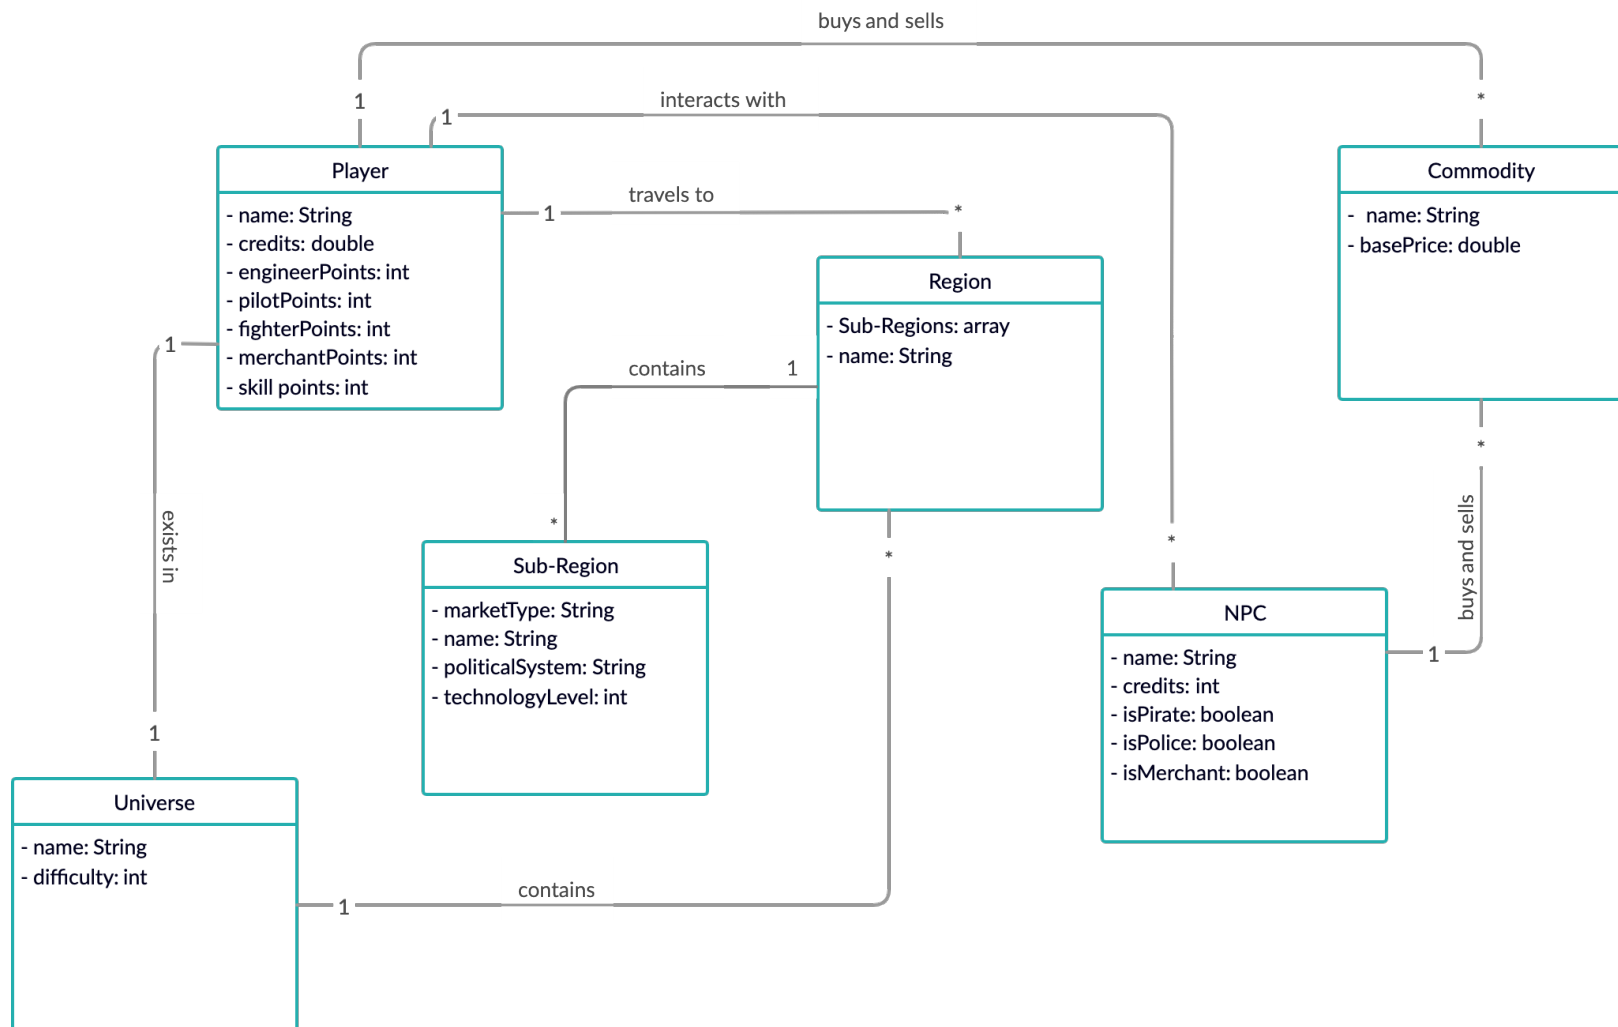 buys and sells
1
*
interacts with
1
Player
- name: String
- credits: double
- engineerPoints: int
- pilotPoints: int
- fighterPoints: int
- merchantPoints: int
- skill points: int
travels to
1
*
Commodity
- name: String
- basePrice: double
Region
- Sub-Regions: array
- name: String
1
contains
1
*
exists in
1
Sub-Region
- marketType: String
- name: String
- politicalSystem: String
- technologyLevel: int
*
*
*
buys and sells
1
NPC
- name: String
- credits: int
- isPirate: boolean
- isPolice: boolean
- isMerchant: boolean
Universe
- name: String
- difficulty: int
1
contains